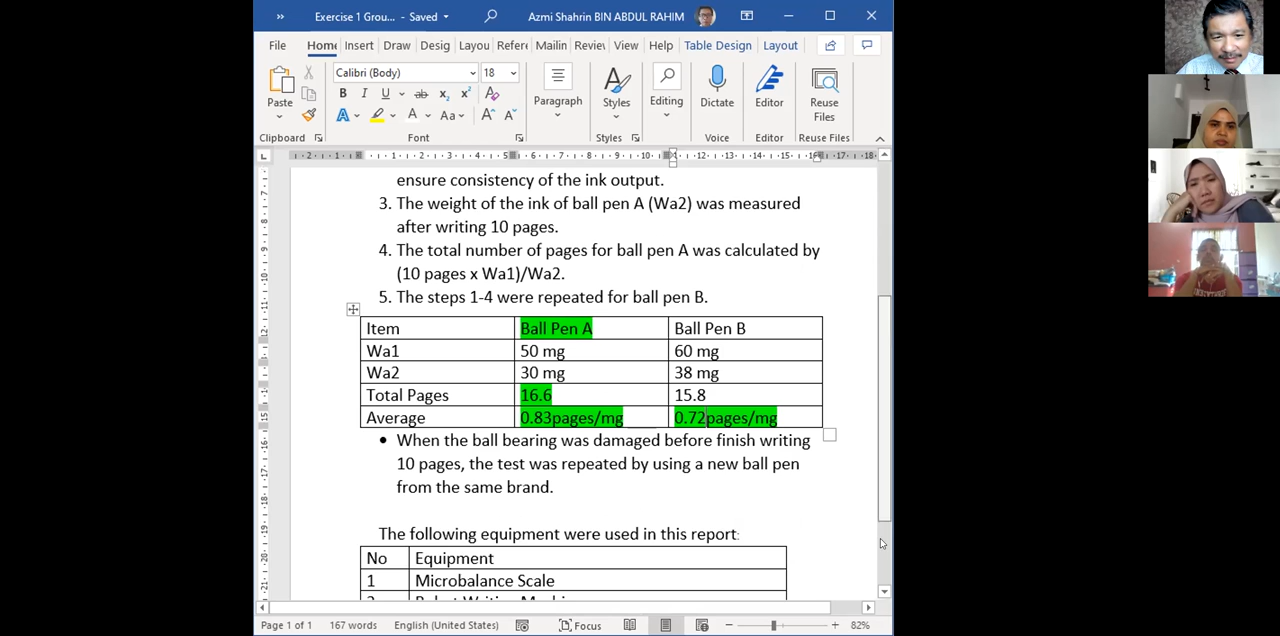 Exercise 1 Grou... - Saved
Azmi Shahrin BIN ABDUL RAHIM
File Home Insert Draw Desig Layou Refere Mailin Review View Help Table Design Layout
Calibri (Body) 18
Paste
B I U ab x₂ x²
A A Aa A A
Paragraph
Styles
Editing
Dictate
Editor
Reuse Files
Clipboard Font Styles Voice Editor Reuse Files
ensure consistency of the ink output.
3. The weight of the ink of ball pen A (Wa2) was measured
after writing 10 pages.
4. The total number of pages for ball pen A was calculated by
(10 pages x Wa1)/Wa2.
5. The steps 1-4 were repeated for ball pen B.
Item Ball Pen A Ball Pen B
Wa1 50 mg 60 mg
Wa2 30 mg 38 mg
Total Pages 16.6 15.8
Average 0.83pages/mg 0.72pages/mg
• When the ball bearing was damaged before finish writing
10 pages, the test was repeated by using a new ball pen
from the same brand.
The following equipment were used in this report:
No Equipment
1 Microbalance Scale
Page 1 of 1 167 words English (United States) Focus 82%